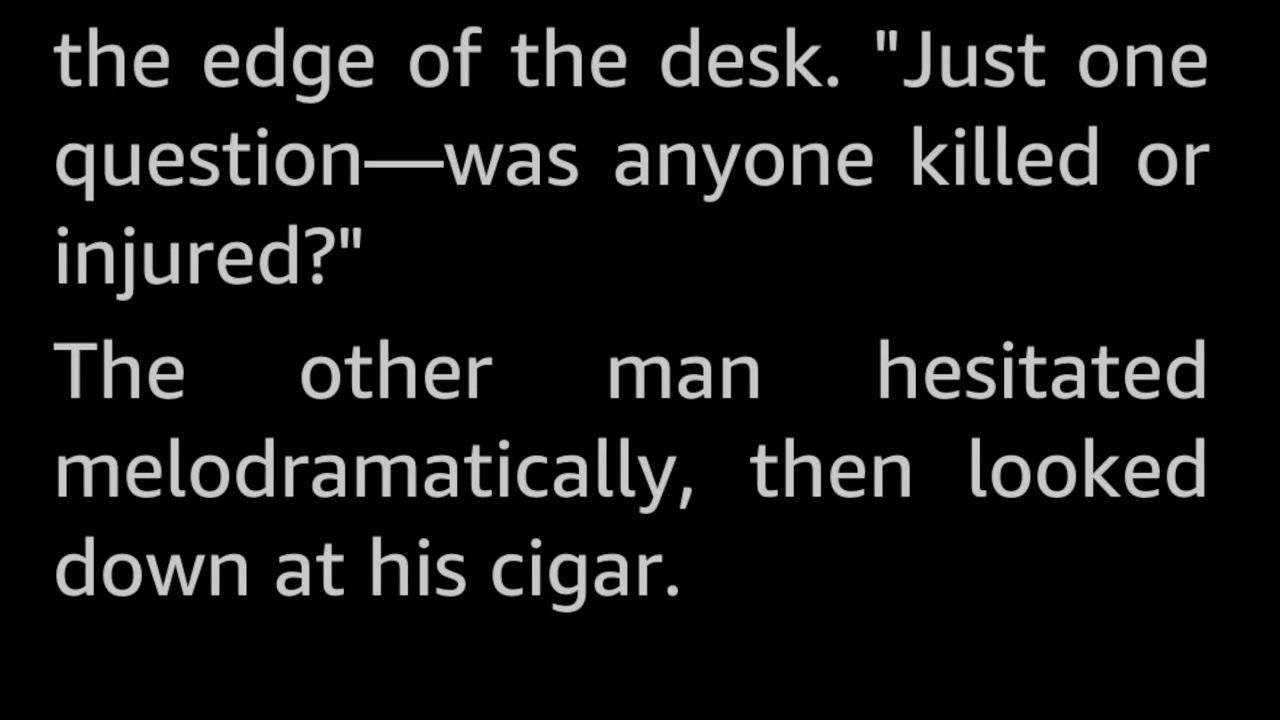 the edge of the desk. "Just one
question—was anyone killed or
injured?"
The other man hesitated
melodramatically, then looked
down at his cigar.